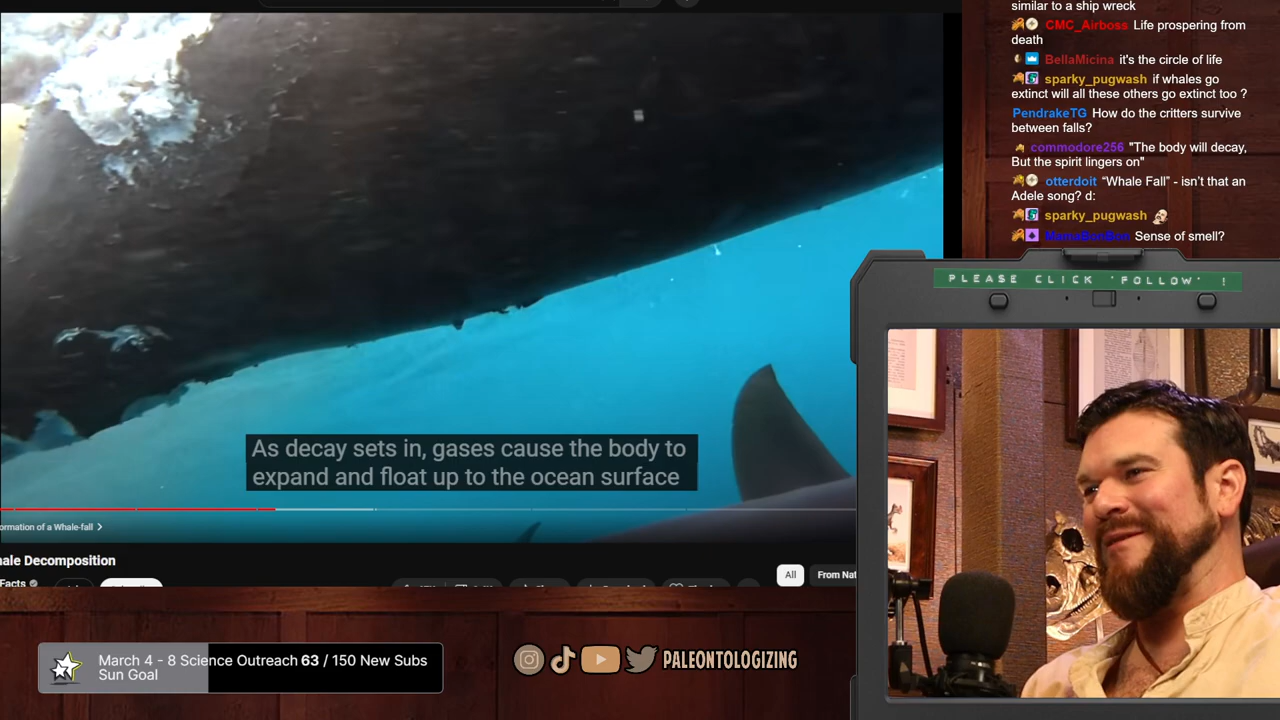 similar to a ship wreck
CMC_Airboss Life prospering from
death
BellaMicina it's the circle of life
sparky_pugwash if whales go
extinct will all these others go extinct too ?
PendrakeTG How do the critters survive
between falls?
commodore256 "The body will decay,
But the spirit lingers on"
otterdoit “Whale Fall” - isn’t that an
Adele song? d:
sparky_pugwash
Sense of smell?
PLEASE CLICK 'FOLLOW' !
As decay sets in, gases cause the body to
expand and float up to the ocean surface
ormation of a Whale-fall
ale Decomposition
Facts
All
From Nat
March 4 - 8 Science Outreach 63 / 150 New Subs
Sun Goal
PALEONTOLOGIZING